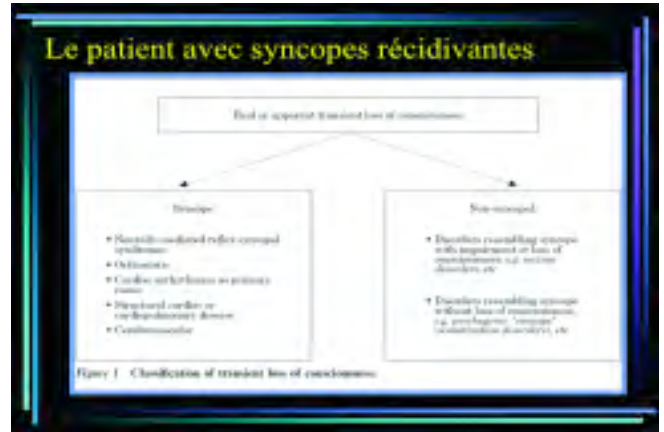 Le patient avec syncopes récidivantes
Real or apparent transient loss of consciousness
Syncope
• Neurally-mediated reflex syncopal
syndromes
• Orthostatic
• Cardiac arrhythmias as primary
cause
• Structural cardiac or
cardiopulmonary disease
• Cerebrovascular
Non-syncopal
• Disorders resembling syncope
with impairment or loss of
consciousness, e.g. seizure
disorders, etc
• Disorders resembling syncope
without loss of consciousness,
e.g. psychogenic "syncope"
(somatization disorders), etc
Figure 1 Classification of transient loss of consciousness.